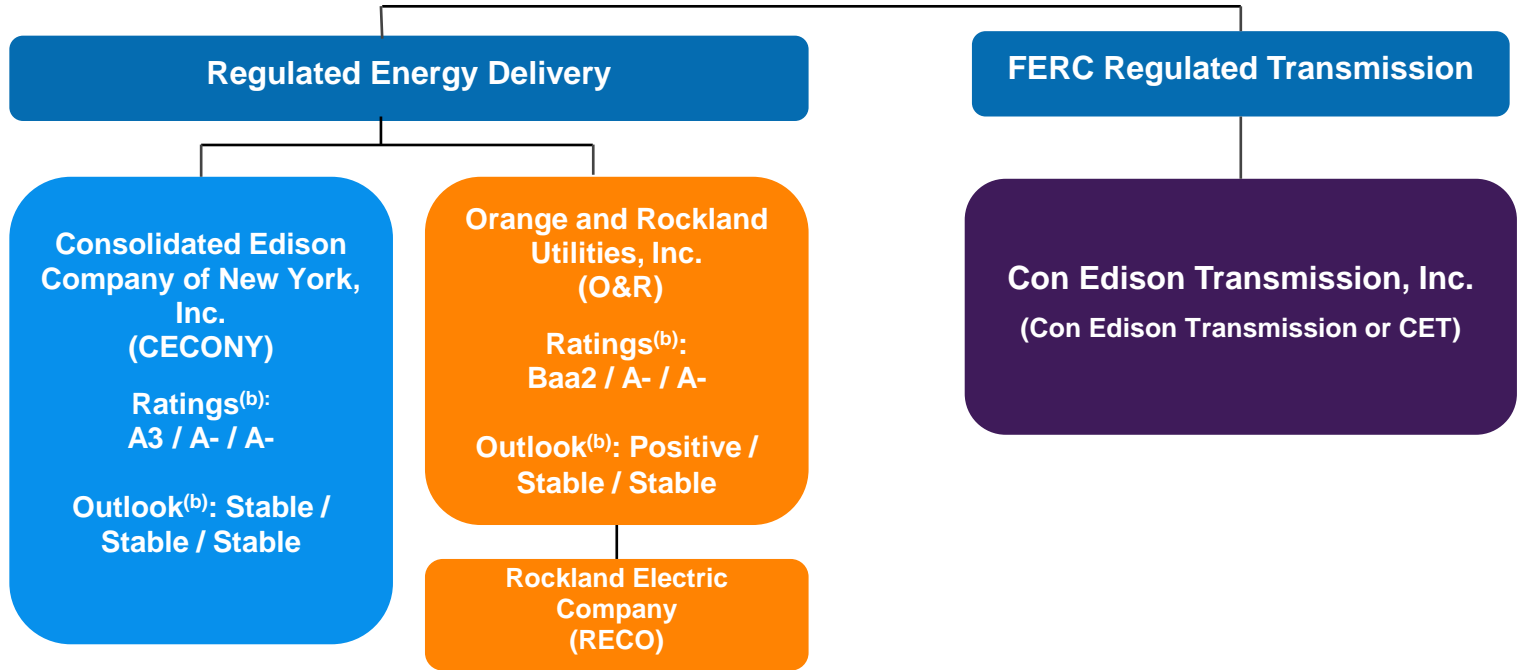 Regulated Energy Delivery
FERC Regulated Transmission
Consolidated Edison
Company of New York,
Inc.
(CECONY)
Ratings(b):
A3 / A- / A-
Outlook(b): Stable /
Stable / Stable
Orange and Rockland
Utilities, Inc.
(O&R)
Ratings(b):
Baa2 / A- / A-
Outlook(b): Positive /
Stable / Stable
Rockland Electric
Company
(RECO)
Con Edison Transmission, Inc.
(Con Edison Transmission or CET)